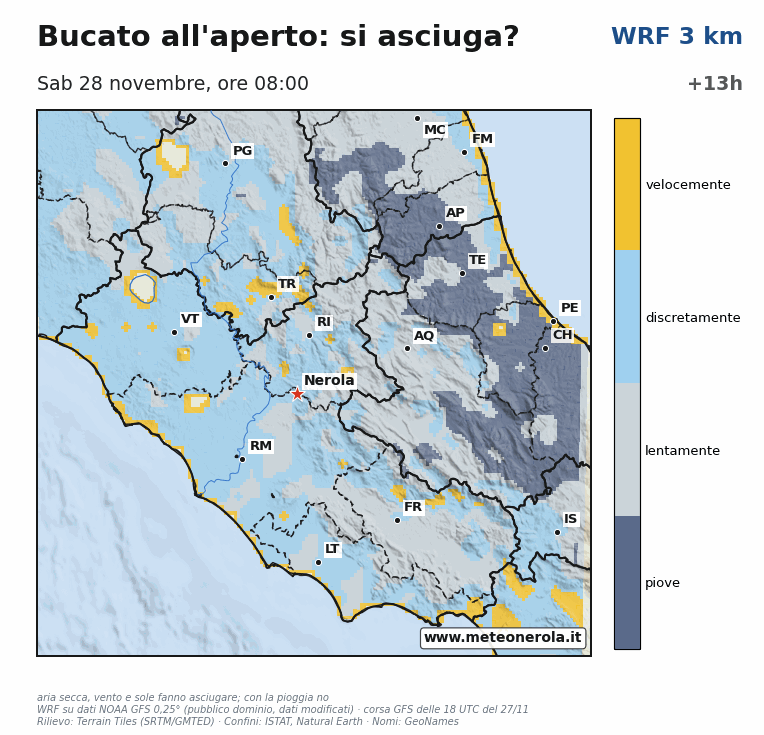 Bucato all'aperto: si asciuga?
WRF 3 km
Sab 28 novembre, ore 08:00
+13h
MC
FM
PG
AP
TE
TR
PE
VT
RI
AQ
CH
Nerola
RM
FR
IS
LT
www.meteonerola.it
velocemente
discretamente
lentamente
piove
aria secca, vento e sole fanno asciugare; con la pioggia no
WRF su dati NOAA GFS 0,25° (pubblico dominio, dati modificati) · corsa GFS delle 18 UTC del 27/11
Rilievo: Terrain Tiles (SRTM/GMTED) · Confini: ISTAT, Natural Earth · Nomi: GeoNames